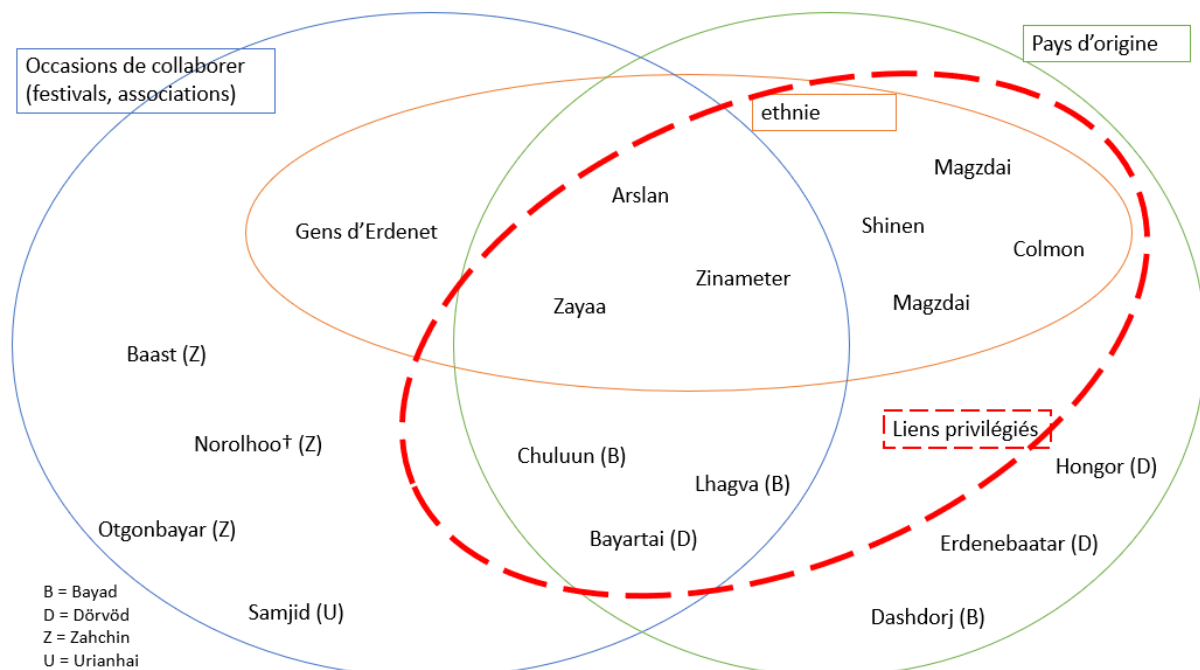 Pays d'origine
Occasions de collaborer
(festivals, associations)
ethnie
Magzdai
Arslan
Shinen
Gens d'Erdenet
Colmon
Zinameter
Zayaa
Magzdai
Baast (Z)
Liens privilégiés
Norolhoo† (Z)
Chuluun (B)
Hongor (D)
Lhagva (B)
Otgonbayar (Z)
Bayartai (D)
Erdenebaatar (D)
Samjid (U)
Dashdorj (B)
B = Bayad
D = Dörvöd
Z = Zahchin
U = Urianhai